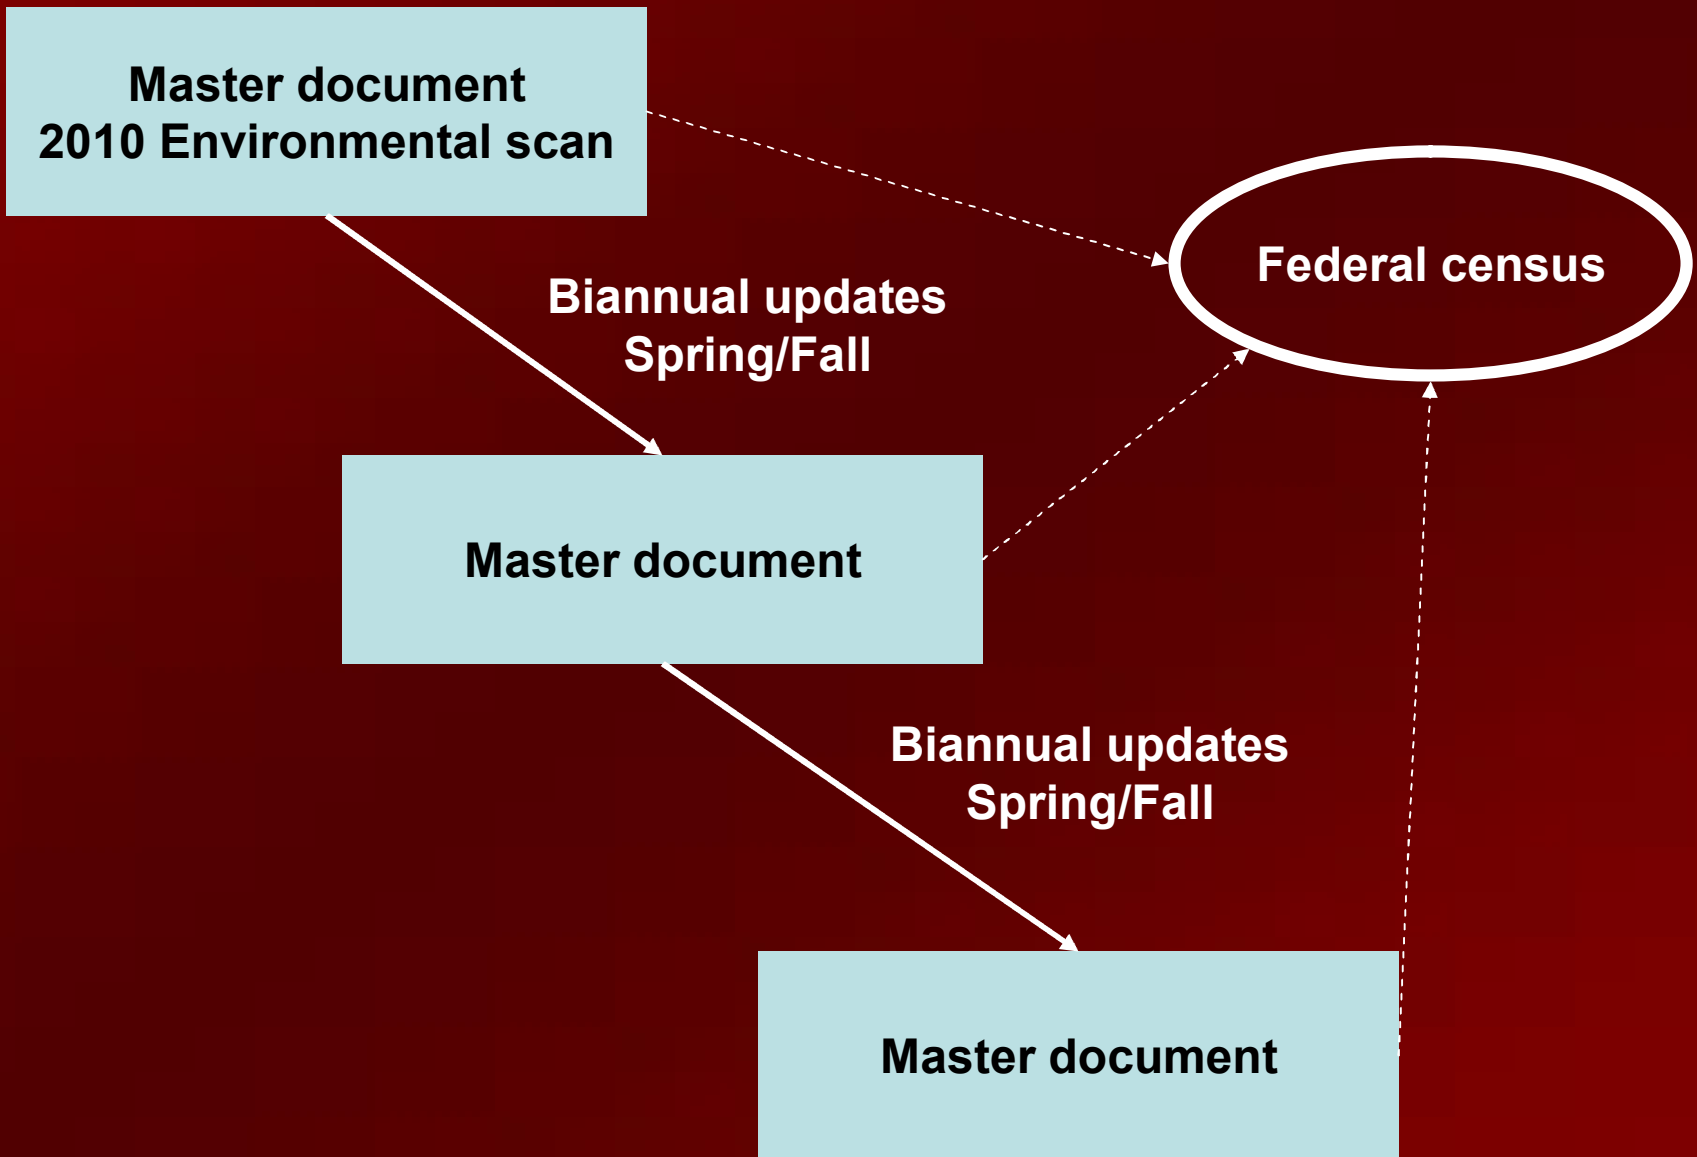 Master document
2010 Environmental scan
Federal census
Biannual updates
Spring/Fall
Master document
Biannual updates
Spring/Fall
Master document